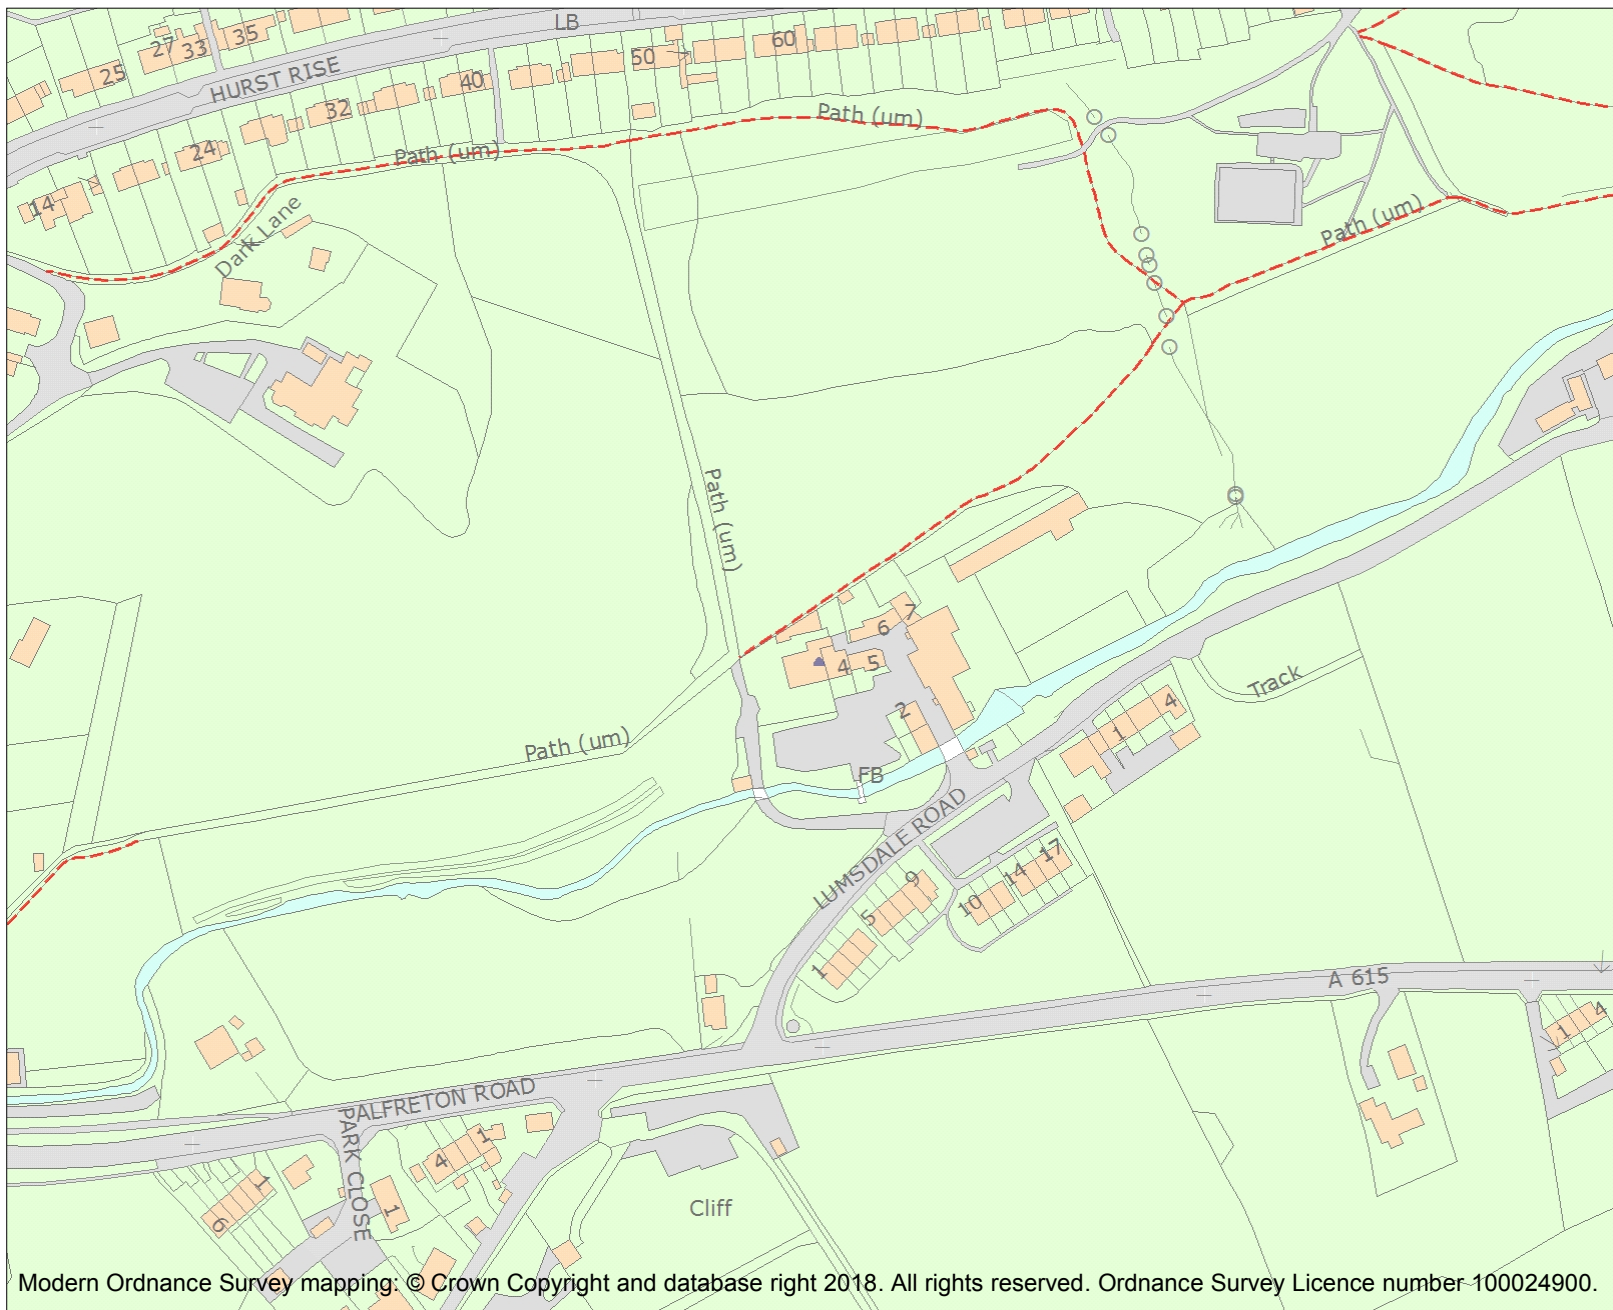 LB
27
33
35
25
HURST RISE
50
60
40
32
24
14
Path (um)
Path (um)
Dark Lane
Path (um)
Path (um)
7
6
4
5
2
Track
4
1
Path (um)
FB
LUMSDALE ROAD
17
14
10
9
5
1
A 615
4
1
PALFRETON ROAD
PARK CLOSE
1
4
1
6
1
Cliff
Modern Ordnance Survey mapping: © Crown Copyright and database right 2018. All rights reserved. Ordnance Survey Licence number 100024900.